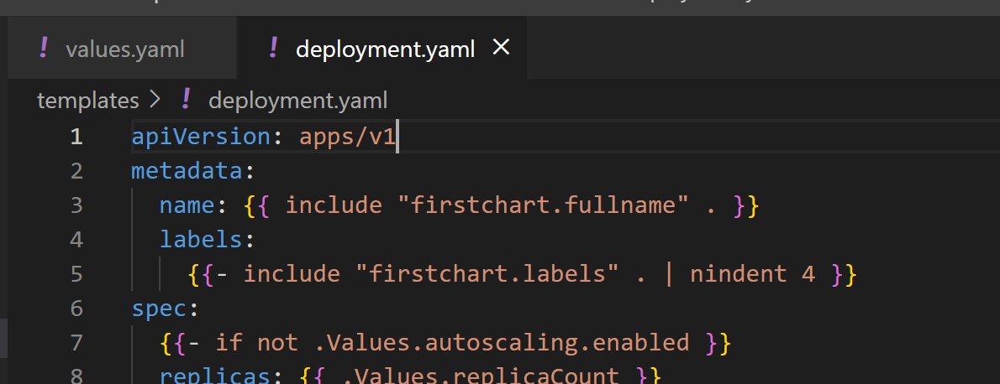 ! values.yaml ! deployment.yaml ×
templates > ! deployment.yaml
1 apiVersion: apps/v1
2 metadata:
3 name: {{ include "firstchart.fullname" . }}
4 labels:
5 {{- include "firstchart.labels" . | nindent 4 }}
6 spec:
7 {{- if not .Values.autoscaling.enabled }}
8 replicas: {{ .Values.replicaCount }}